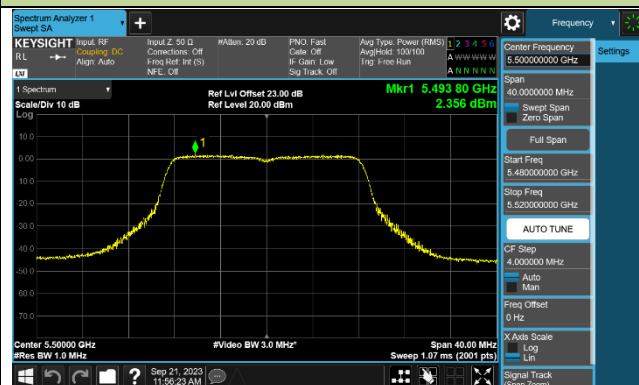 Spectrum Analyzer 1
Swept SA
Frequency
KEYSIGHT
RL
LXI
Input: RF
Coupling: DC
Align: Auto
Input Z: 50 Ω
Corrections: Off
Freq Ref: Int (S)
NFE: Off
#Atten: 20 dB
PNO: Fast
Gate: Off
IF Gain: Low
Sig Track: Off
Avg Type: Power (RMS)
Avg|Hold: 100/100
Trig: Free Run
1 2 3 4 5 6
A W W W W W
A N N N N N
1 Spectrum
Scale/Div 10 dB
Log
Ref Lvl Offset 23.00 dB
Ref Level 20.00 dBm
Mkr1 5.493 80 GHz
2.356 dBm
1
10.0
0.00
-10.0
-20.0
-30.0
-40.0
-50.0
-60.0
-70.0
Center 5.50000 GHz
#Res BW 1.0 MHz
#Video BW 3.0 MHz*
Span 40.00 MHz
Sweep 1.07 ms (2001 pts)
Center Frequency
5.500000000 GHz
Settings
Span
40.0000000 MHz
Swept Span
Zero Span
Full Span
Start Freq
5.480000000 GHz
Stop Freq
5.520000000 GHz
AUTO TUNE
CF Step
4.000000 MHz
Auto
Man
Freq Offset
0 Hz
X Axis Scale
Log
Lin
Signal Track
(Span Zoom)
Sep 21, 2023
11:56:23 AM